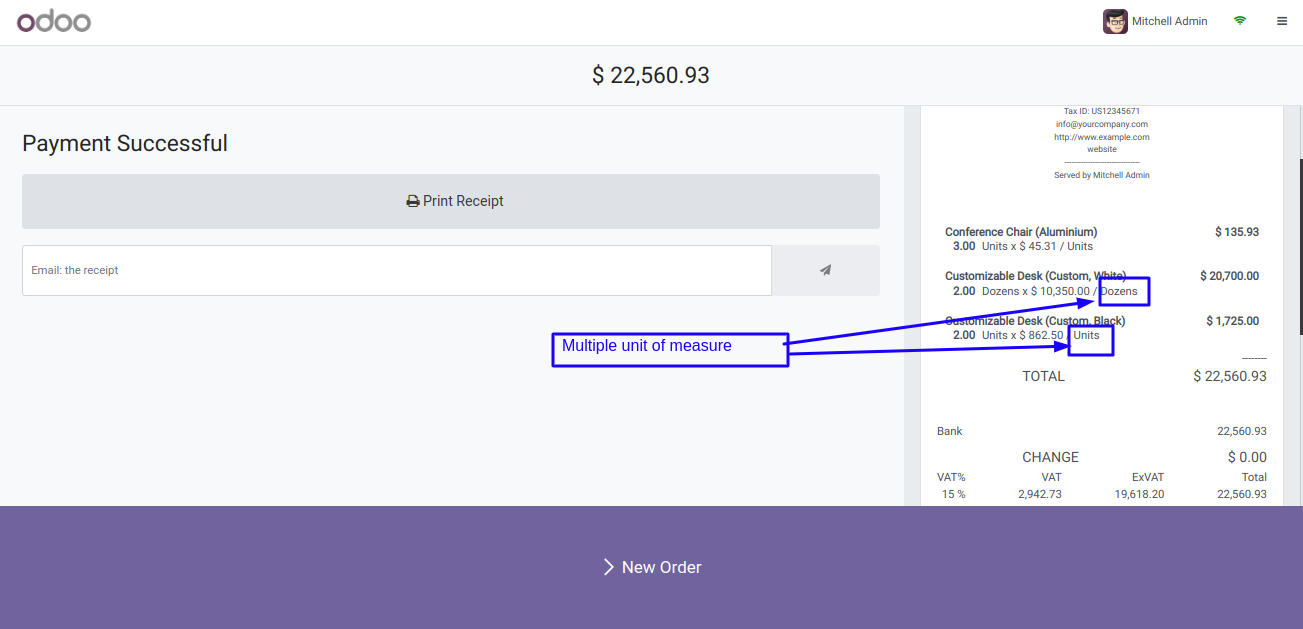 odoo
Mitchell Admin
$ 22,560.93
Payment Successful
Print Receipt
Email: the receipt
Tax ID: US12345671
info@yourcompany.com
http://www.example.com
website
--------------------------------
Served by Mitchell Admin
Conference Chair (Aluminium) $ 135.93
3.00 Units x $ 45.31 / Units
Customizable Desk (Custom, White) $ 20,700.00
2.00 Dozens x $ 10,350.00 / Dozens
Customizable Desk (Custom, Black) $ 1,725.00
2.00 Units x $ 862.50 / Units
Multiple unit of measure
--------
TOTAL $ 22,560.93
Bank 22,560.93
CHANGE $ 0.00
VAT% VAT ExVAT Total
15 % 2,942.73 19,618.20 22,560.93
New Order